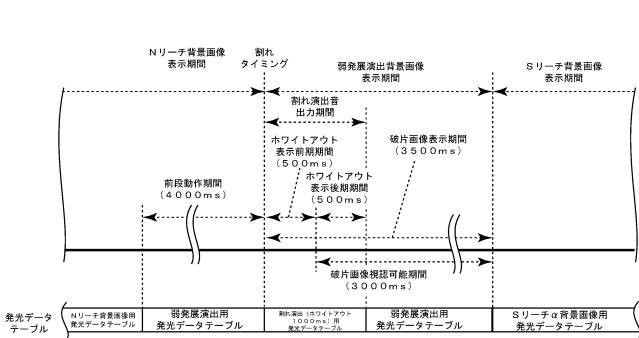 Nリーチ背景画像
表示期間
割れ
タイミング
弱発展演出背景画像
表示期間
Sリーチ背景画像
表示期間
割れ演出音
出力期間
ホワイトアウト
表示前期期間
(500ms)
破片画像表示期間
(3500ms)
ホワイトアウト
表示後期期間
(500ms)
前段動作期間
(4000ms)
破片画像視認可能期間
(3000ms)
発光データ
テーブル
Nリーチ背景画像用
発光データテーブル
弱発展演出用
発光データテーブル
割れ演出(ホワイトアウト
1000ms)用
発光データテーブル
弱発展演出用
発光データテーブル
Sリーチα背景画像用
発光データテーブル